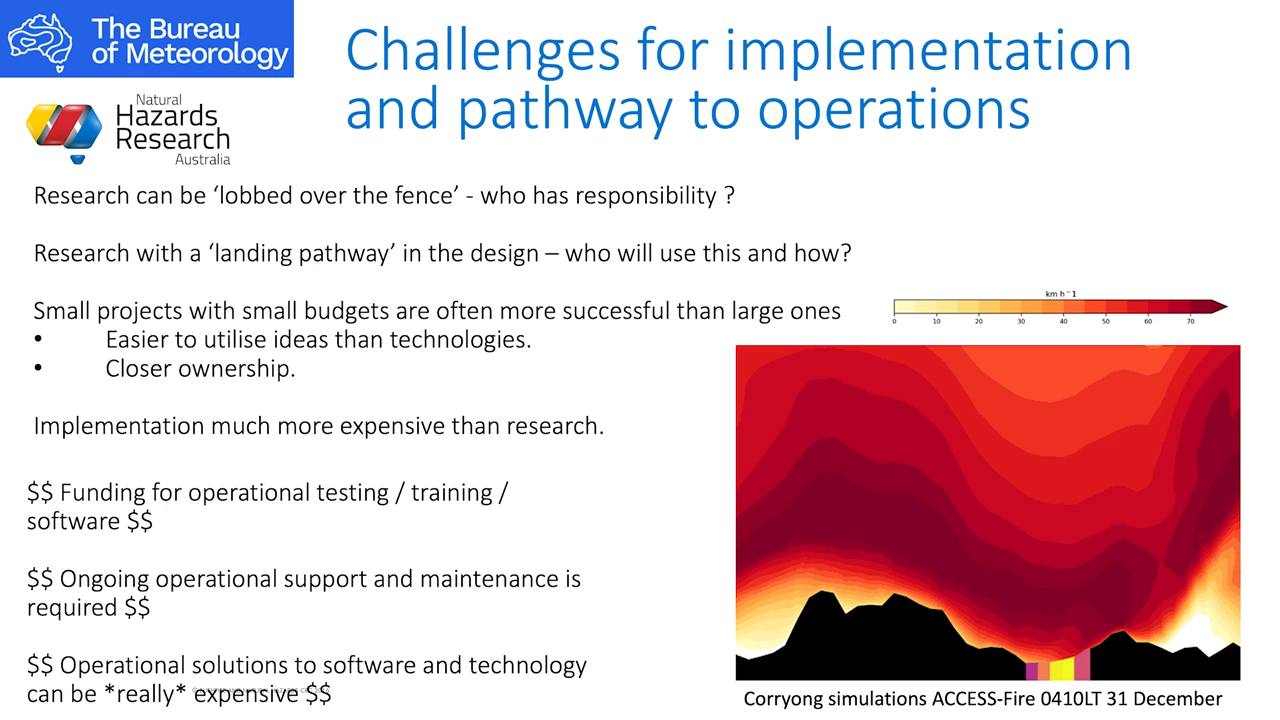 The Bureau
of Meteorology
Challenges for implementation
and pathway to operations
Natural
Hazards
Research
Australia
Research can be ‘lobbed over the fence’ - who has responsibility ?
Research with a ‘landing pathway’ in the design – who will use this and how?
Small projects with small budgets are often more successful than large ones
• Easier to utilise ideas than technologies.
• Closer ownership.
Implementation much more expensive than research.
$$ Funding for operational testing / training /
software $$
$$ Ongoing operational support and maintenance is
required $$
$$ Operational solutions to software and technology
can be *really* expensive $$
km h⁻1
0 10 20 30 40 50 60 70
Corryong simulations ACCESS-Fire 0410LT 31 December